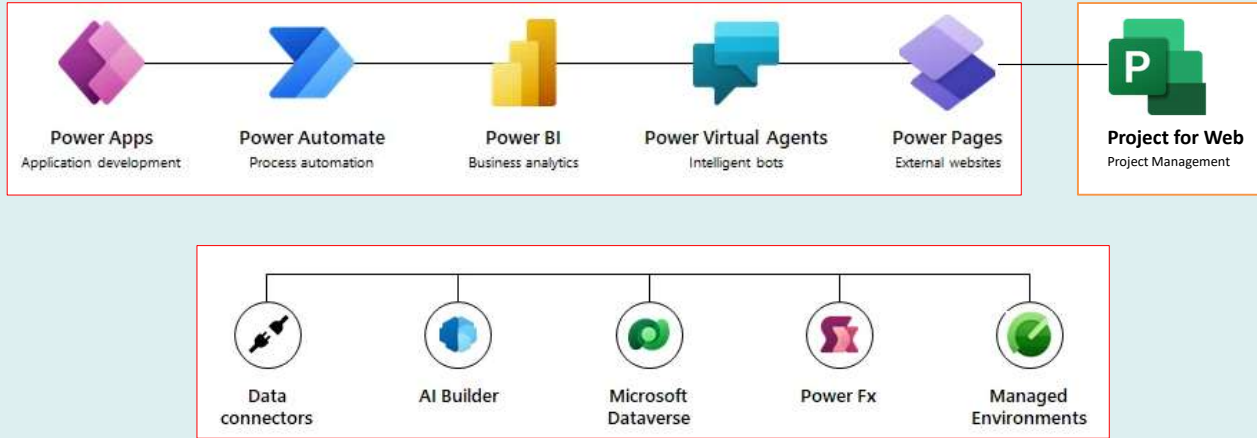 Power Apps
Application development
Power Automate
Process automation
Power BI
Business analytics
Power Virtual Agents
Intelligent bots
Power Pages
External websites
P
Project for Web
Project Management
Data
connectors
AI Builder
Microsoft
Dataverse
Power Fx
Managed
Environments